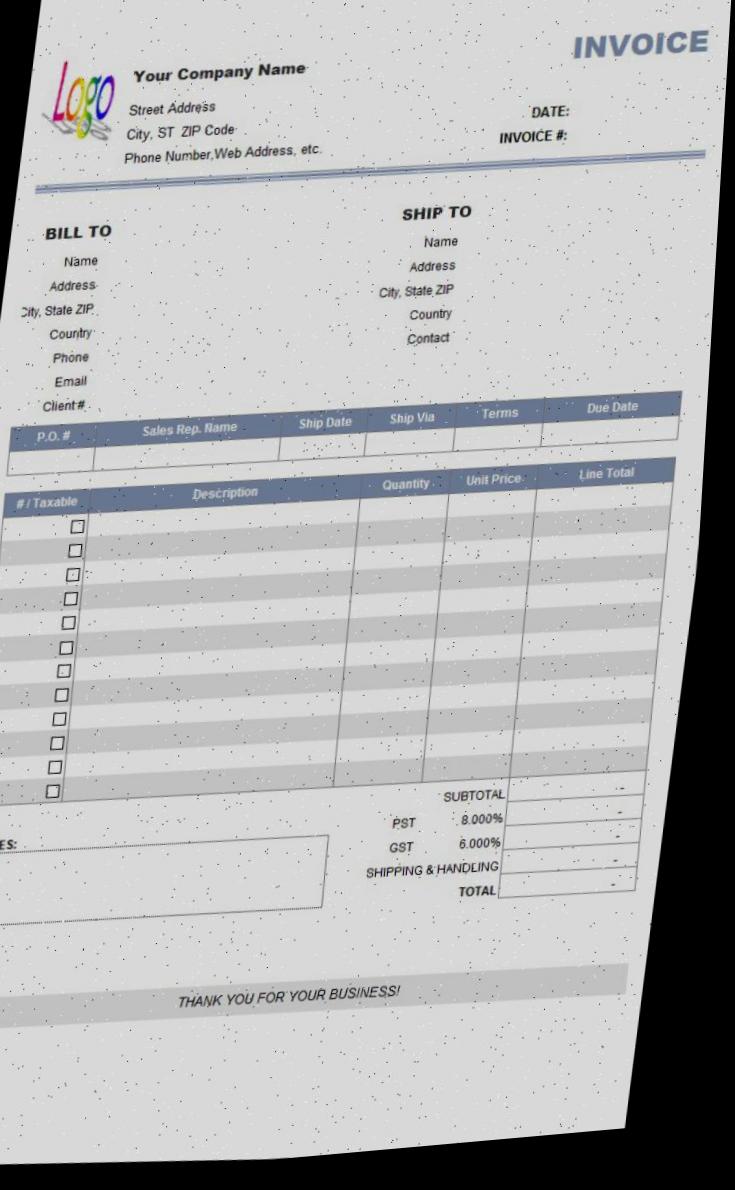 INVOICE
Logo
Your Company Name
Street Address
City, ST ZIP Code
Phone Number,Web Address, etc.
DATE:
INVOICE #:
BILL TO
Name
Address
City, State ZIP
Country
Phone
Email
Client #
SHIP TO
Name
Address
City, State ZIP
Country
Contact
P.O. # Sales Rep. Name Ship Date Ship Via Terms Due Date
# / Taxable Description Quantity Unit Price Line Total
SUBTOTAL -
PST 8.000% -
GST 6.000% -
SHIPPING & HANDLING -
TOTAL -
ES:
THANK YOU FOR YOUR BUSINESS!